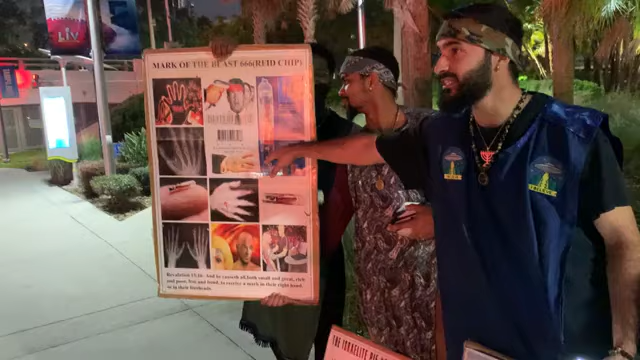 LIV
MARK OF THE BEAST 666(RFID CHIP)
Revelation 13:16- And he causeth all, both small and great, rich
and poor, free and bond, to receive a mark in their right hand,
or in their foreheads.
THE ISRAELITE